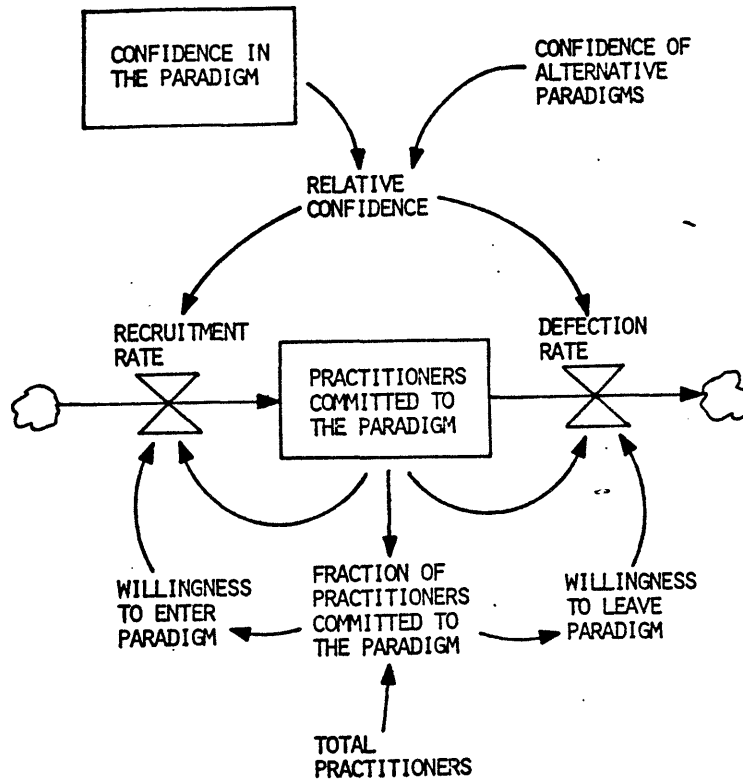 CONFIDENCE IN
THE PARADIGM
CONFIDENCE OF
ALTERNATIVE
PARADIGMS
RELATIVE
CONFIDENCE
RECRUITMENT
RATE
DEFECTION
RATE
PRACTITIONERS
COMMITTED TO
THE PARADIGM
WILLINGNESS
TO ENTER
PARADIGM
FRACTION OF
PRACTITIONERS
COMMITTED TO
THE PARADIGM
WILLINGNESS
TO LEAVE
PARADIGM
TOTAL
PRACTITIONERS